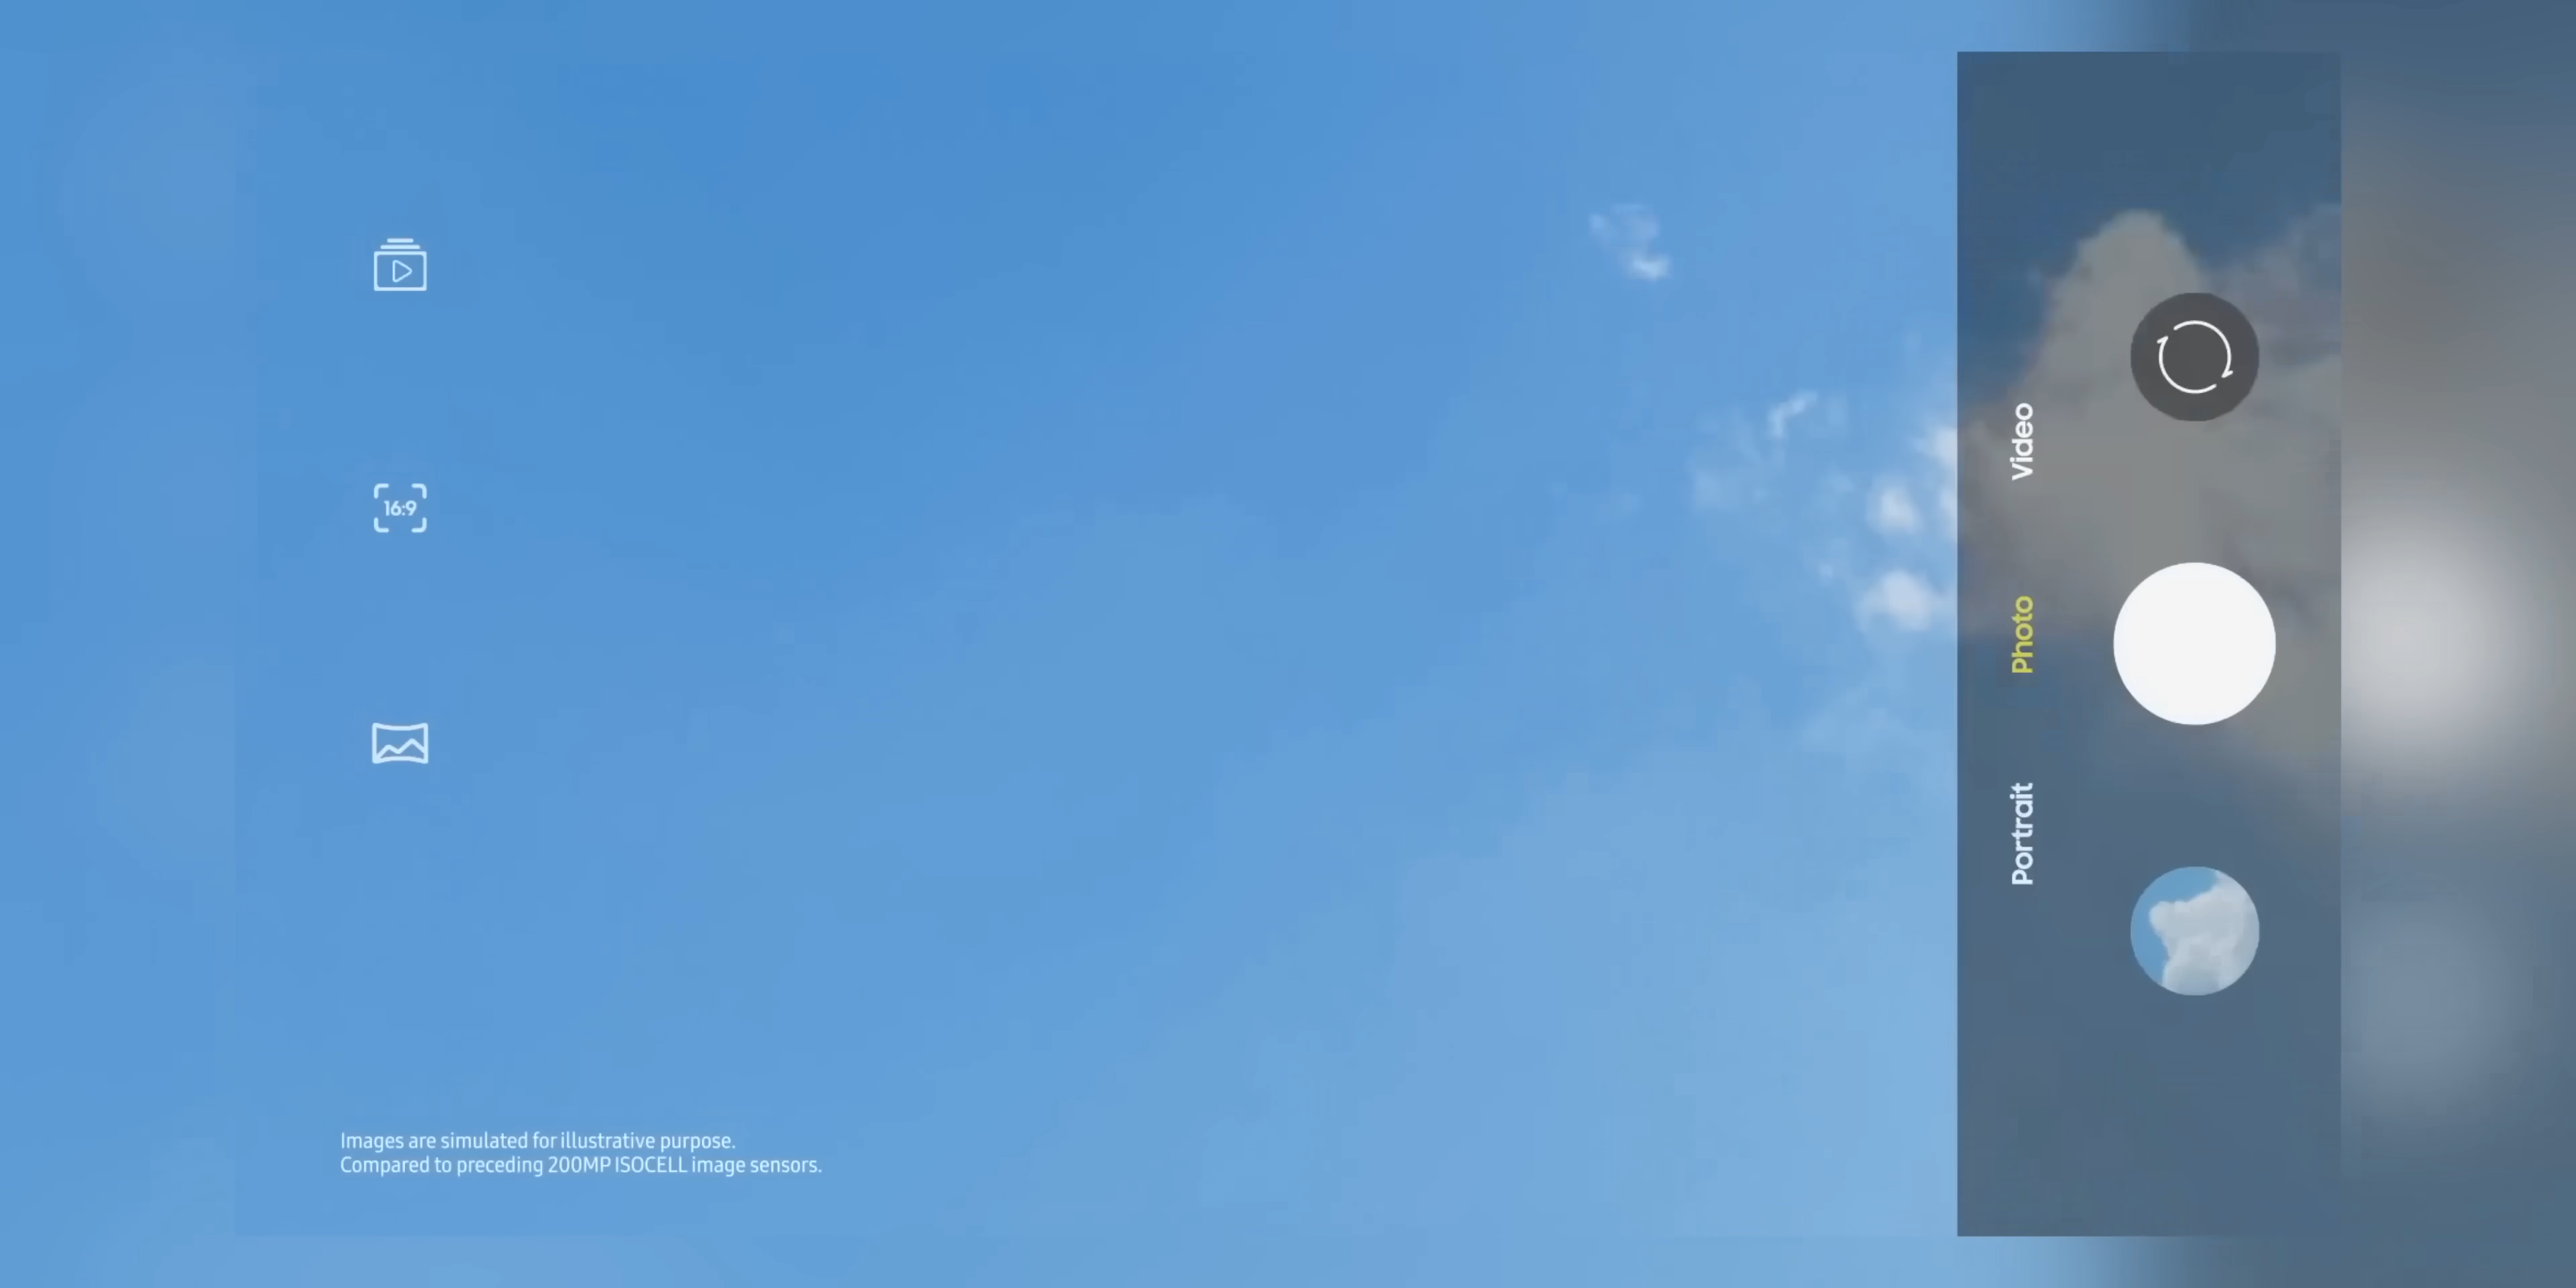 16:9
Video
Photo
Portrait
Images are simulated for illustrative purpose.
Compared to preceding 200MP ISOCELL image sensors.